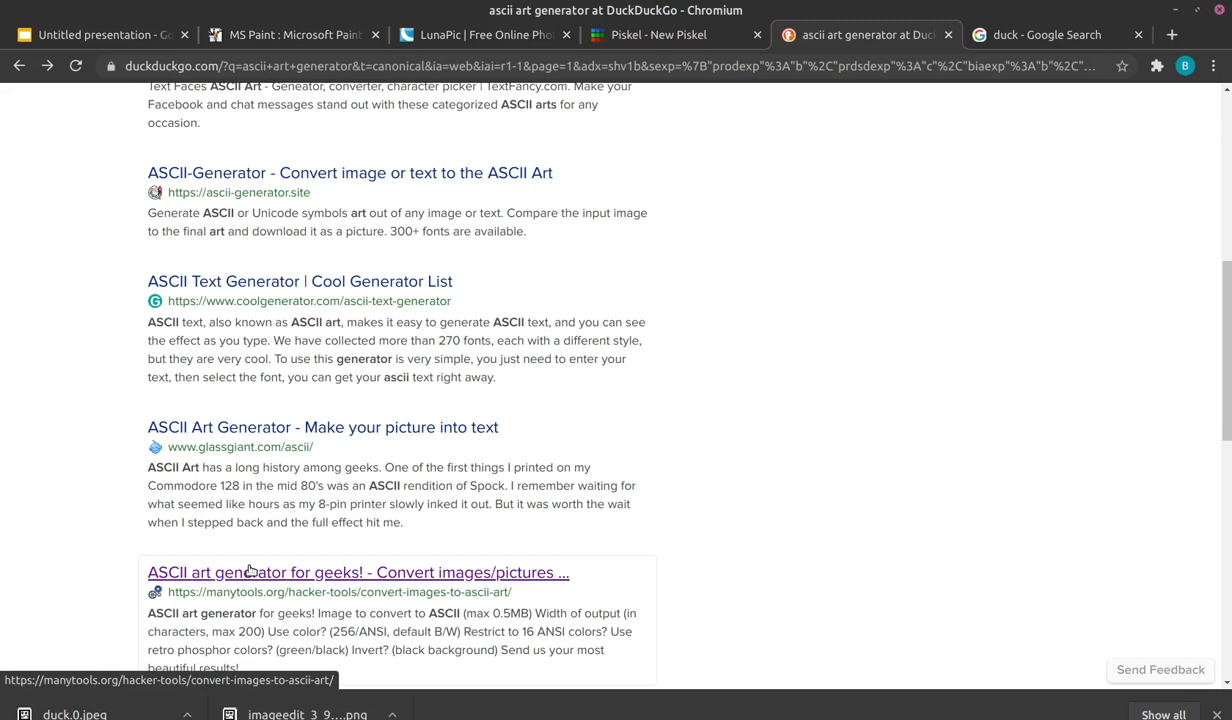 ascii art generator at DuckDuckGo - Chromium
Untitled presentation - Go
MS Paint : Microsoft Paint
LunaPic | Free Online Pho
Piskel - New Piskel
ascii art generator at Duck
duck - Google Search
duckduckgo.com/?q=ascii+art+generator&t=canonical&ia=web&iai=r1-1&page=1&adx=shv1b&sexp=%7B"prodexp"%3A"b"%2C"prdsdexp"%3A"c"%2C"biaexp"%3A"b"%2C"...
B
Text Faces ASCII Art - Geneator, converter, character picker | TextFancy.com. Make your
Facebook and chat messages stand out with these categorized ASCII arts for any
occasion.
ASCII-Generator - Convert image or text to the ASCII Art
https://ascii-generator.site
Generate ASCII or Unicode symbols art out of any image or text. Compare the input image
to the final art and download it as a picture. 300+ fonts are available.
ASCII Text Generator | Cool Generator List
https://www.coolgenerator.com/ascii-text-generator
ASCII text, also known as ASCII art, makes it easy to generate ASCII text, and you can see
the effect as you type. We have collected more than 270 fonts, each with a different style,
but they are very cool. To use this generator is very simple, you just need to enter your
text, then select the font, you can get your ascii text right away.
ASCII Art Generator - Make your picture into text
www.glassgiant.com/ascii/
ASCII Art has a long history among geeks. One of the first things I printed on my
Commodore 128 in the mid 80's was an ASCII rendition of Spock. I remember waiting for
what seemed like hours as my 8-pin printer slowly inked it out. But it was worth the wait
when I stepped back and the full effect hit me.
ASCII art generator for geeks! - Convert images/pictures ...
https://manytools.org/hacker-tools/convert-images-to-ascii-art/
ASCII art generator for geeks! Image to convert to ASCII (max 0.5MB) Width of output (in
characters, max 200) Use color? (256/ANSI, default B/W) Restrict to 16 ANSI colors? Use
retro phosphor colors? (green/black) Invert? (black background) Send us your most
beautiful results!
Send Feedback
https://manytools.org/hacker-tools/convert-images-to-ascii-art/
duck.0.jpeg
imageedit_3_9....png
Show all